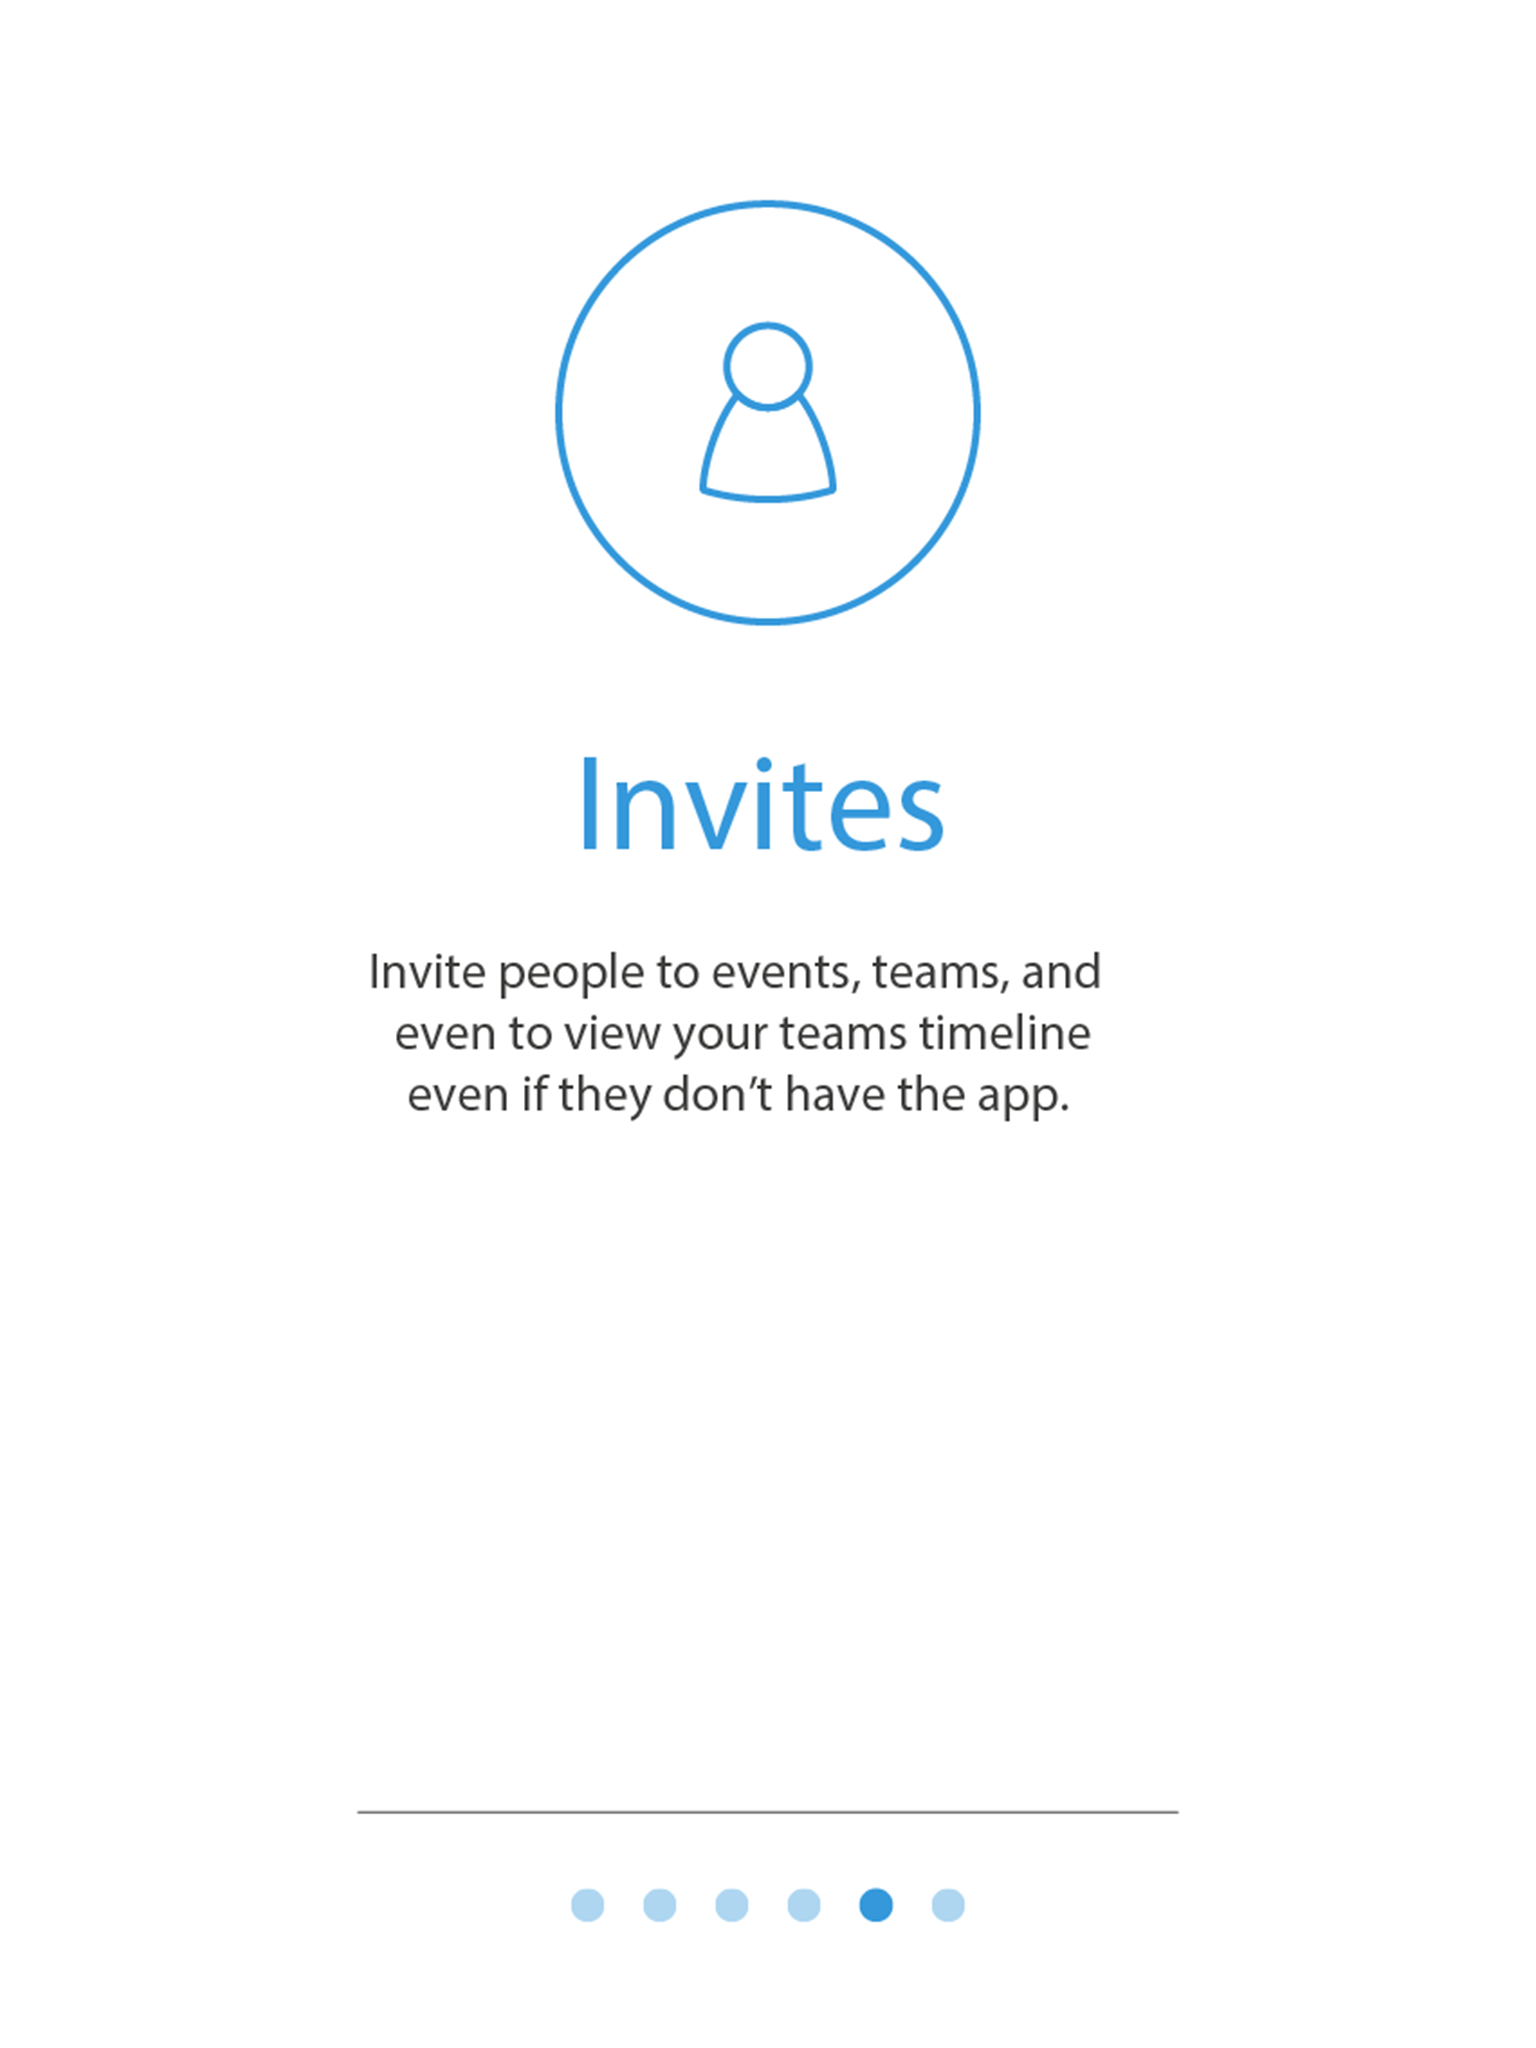 Invites
Invite people to events, teams, and
even to view your teams timeline
even if they don’t have the app.